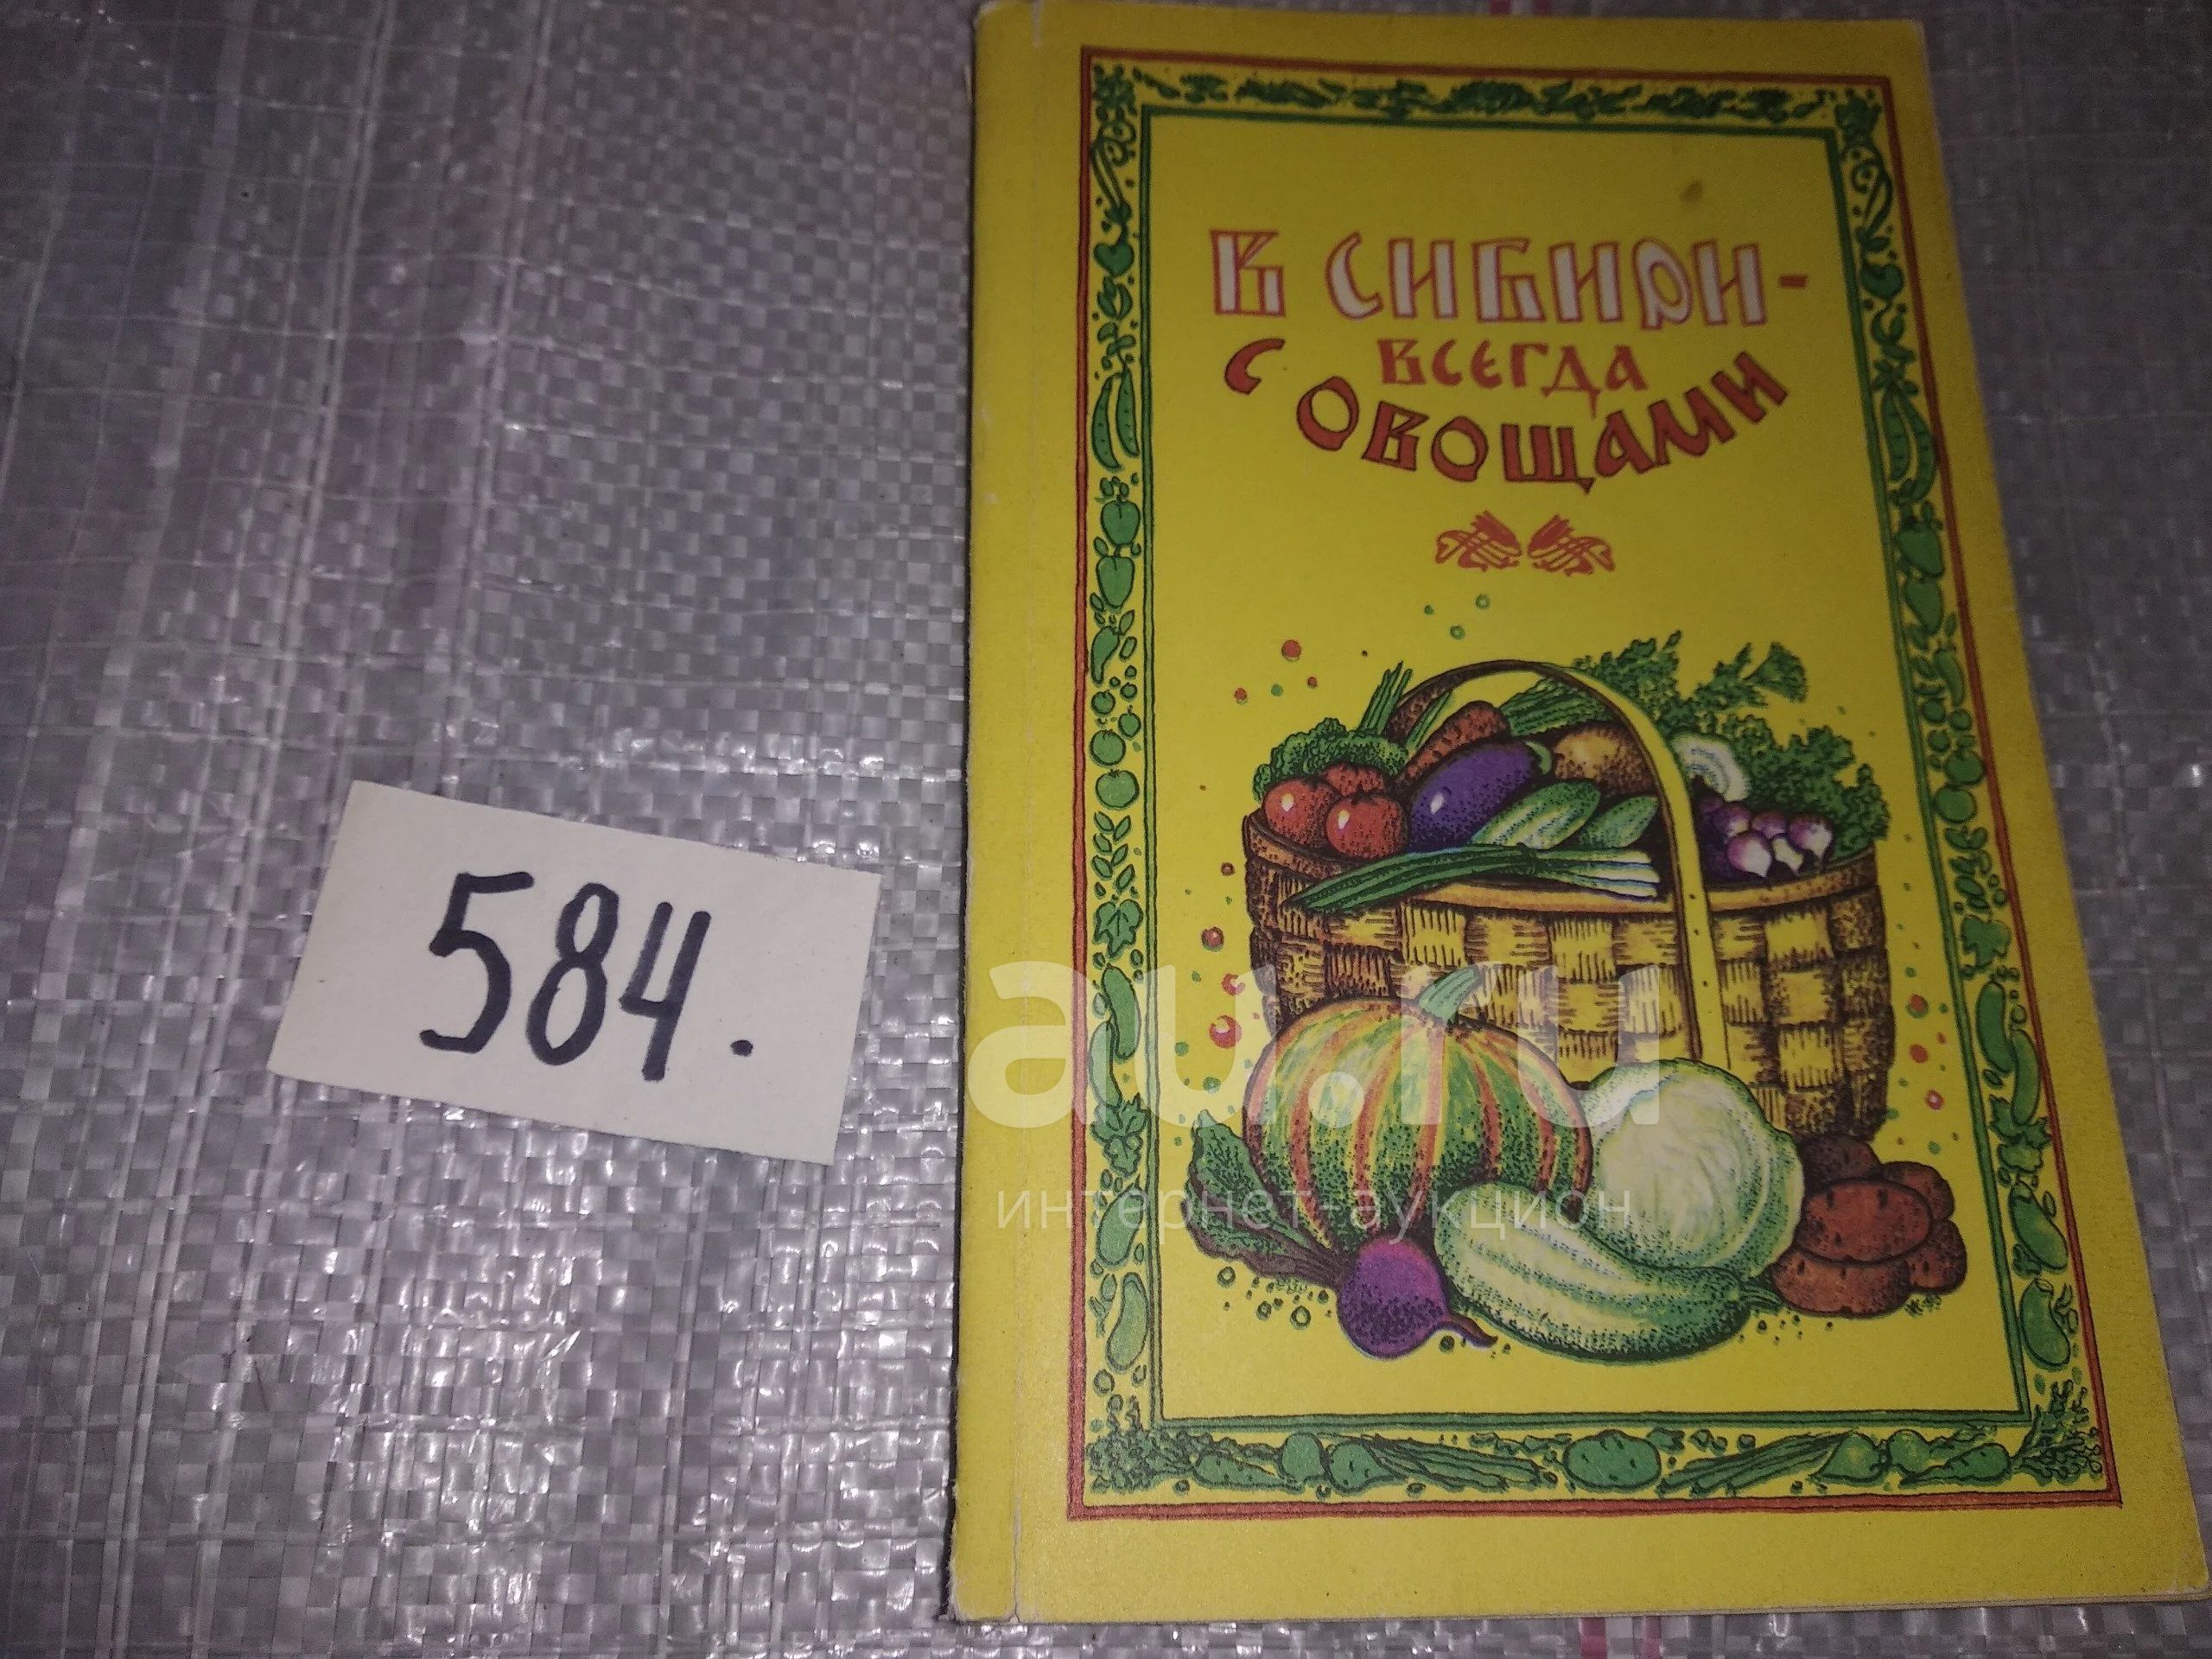 В СИБИРИ-
ВСЕГДА
С ОВОЩАМИ
584.
au.ru
интернет-аукцион